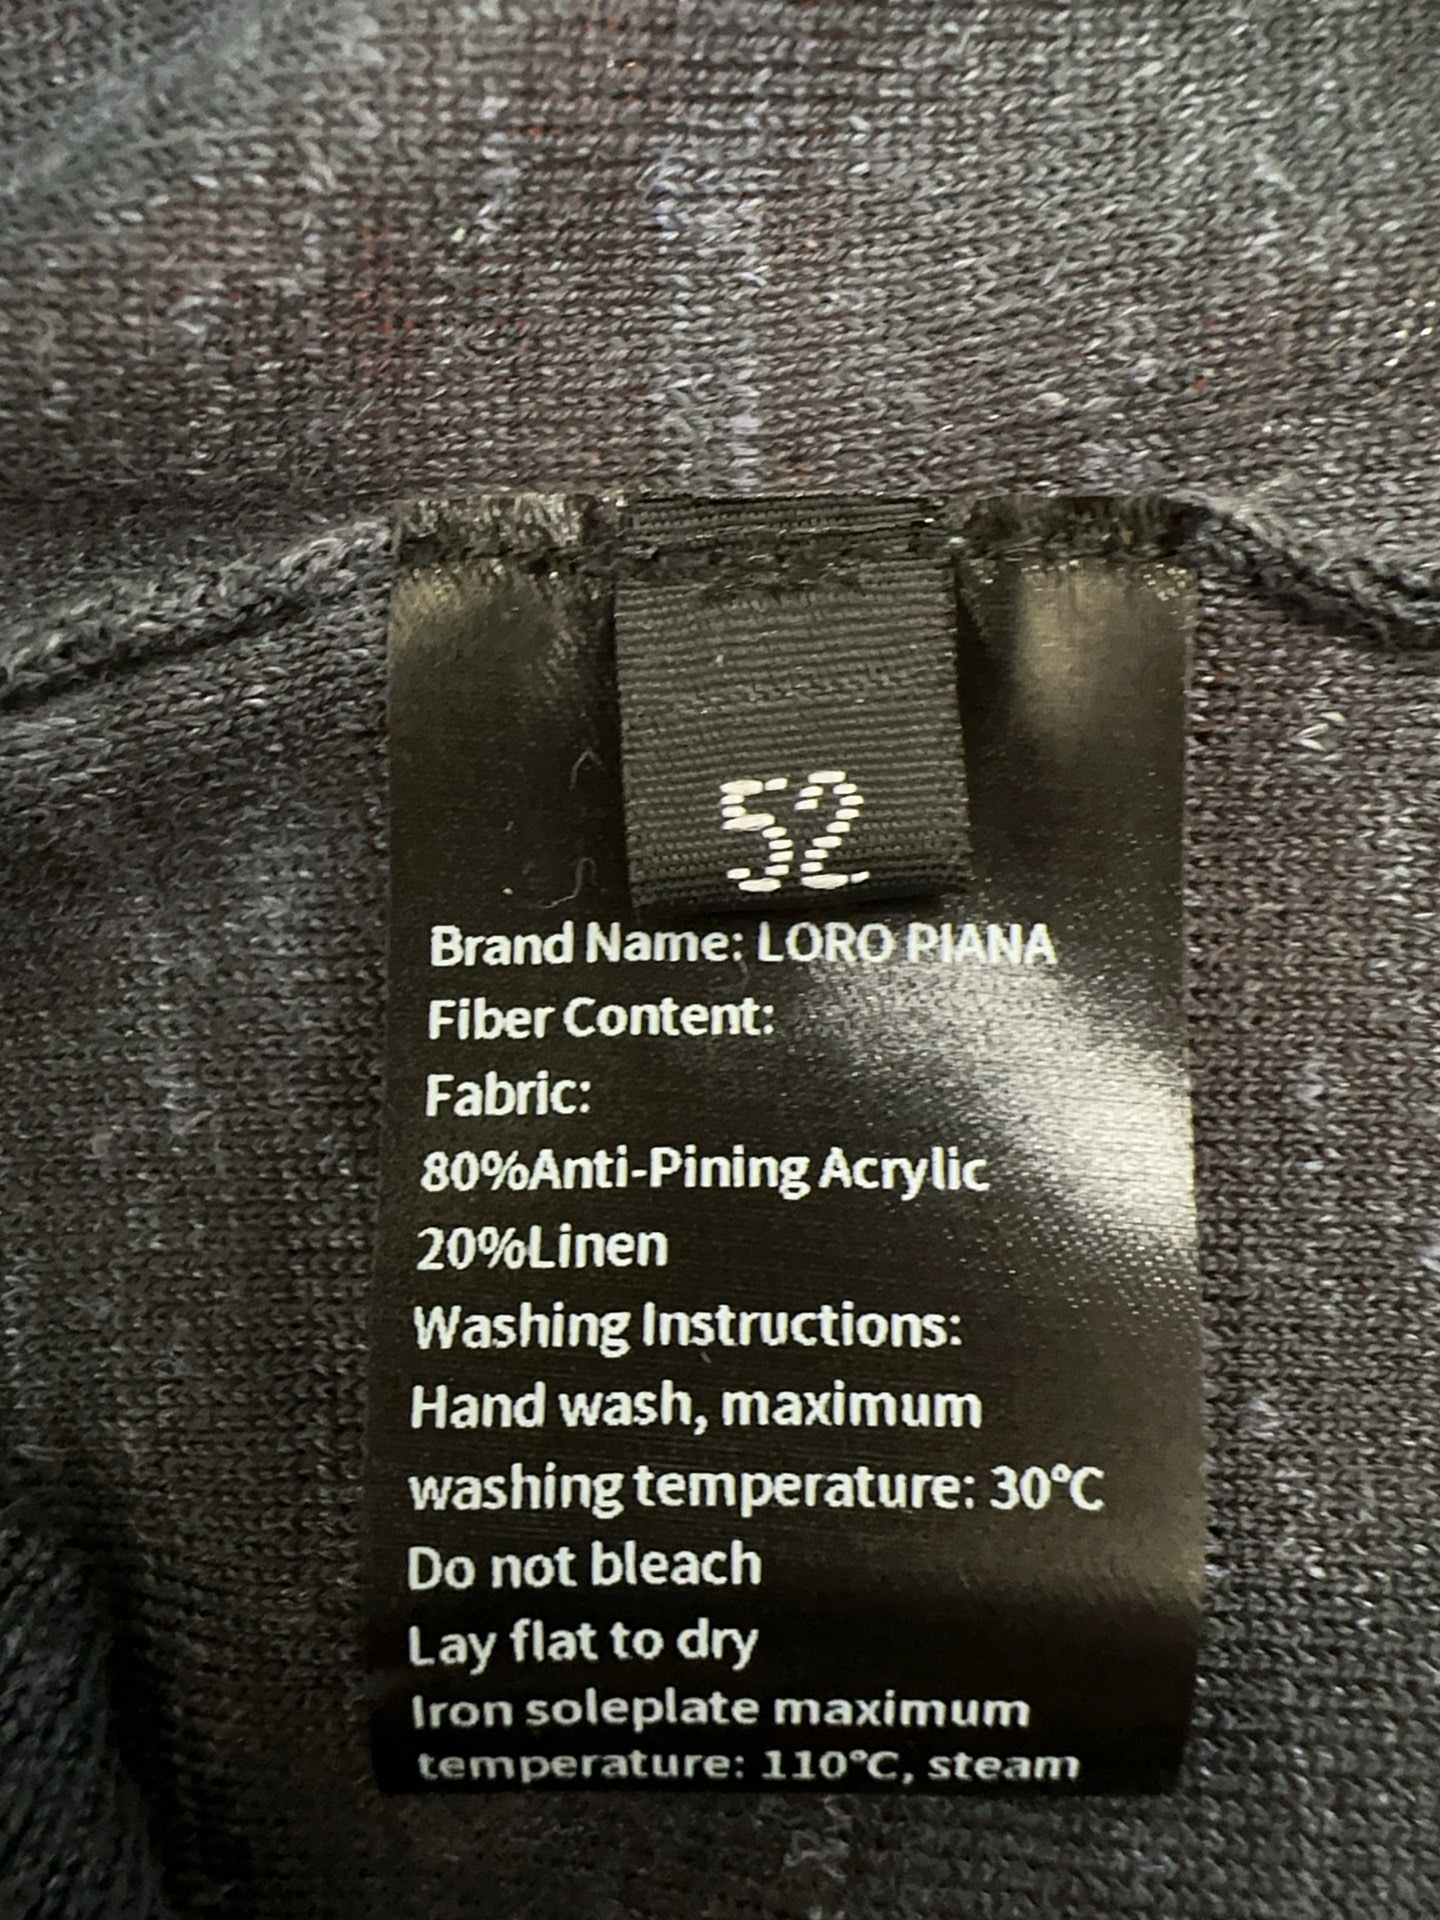 52
Brand Name: LORO PIANA
Fiber Content:
Fabric:
80%Anti-Pining Acrylic
20%Linen
Washing Instructions:
Hand wash, maximum
washing temperature: 30°C
Do not bleach
Lay flat to dry
Iron soleplate maximum
temperature: 110°C, steam